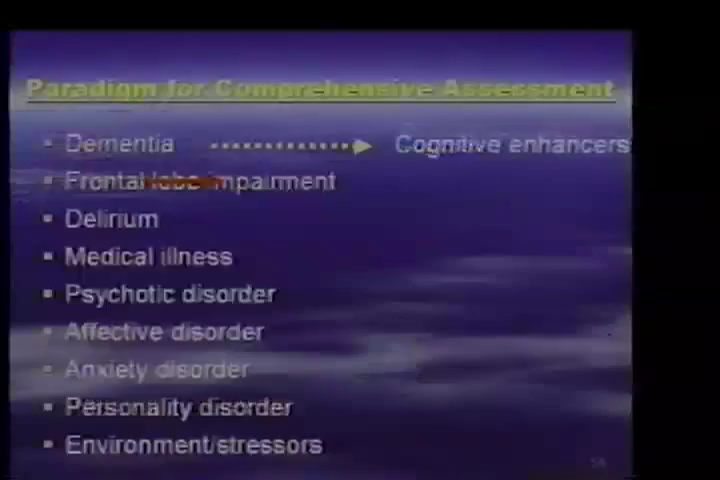 Paradigm for Comprehensive Assessment
Dementia Cognitive enhancers
Frontal lobe impairment
Delirium
Medical illness
Psychotic disorder
Affective disorder
Anxiety disorder
Personality disorder
Environment/stressors